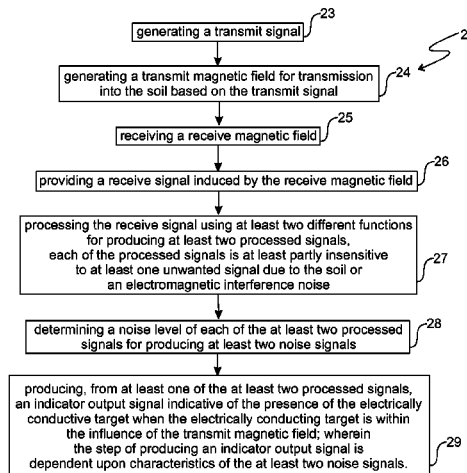 23
generating a transmit signal
2
generating a transmit magnetic field for transmission
into the soil based on the transmit signal
24
25
receiving a receive magnetic field
26
providing a receive signal induced by the receive magnetic field
processing the receive signal using at least two different functions
for producing at least two processed signals,
each of the processed signals is at least partly insensitive
to at least one unwanted signal due to the soil or
an electromagnetic interference noise
27
determining a noise level of each of the at least two processed
signals for producing at least two noise signals
28
producing, from at least one of the at least two processed signals,
an indicator output signal indicative of the presence of the electrically
conductive target when the electrically conducting target is within
the influence of the transmit magnetic field; wherein
the step of producing an indicator output signal is
dependent upon characteristics of the at least two noise signals.
29